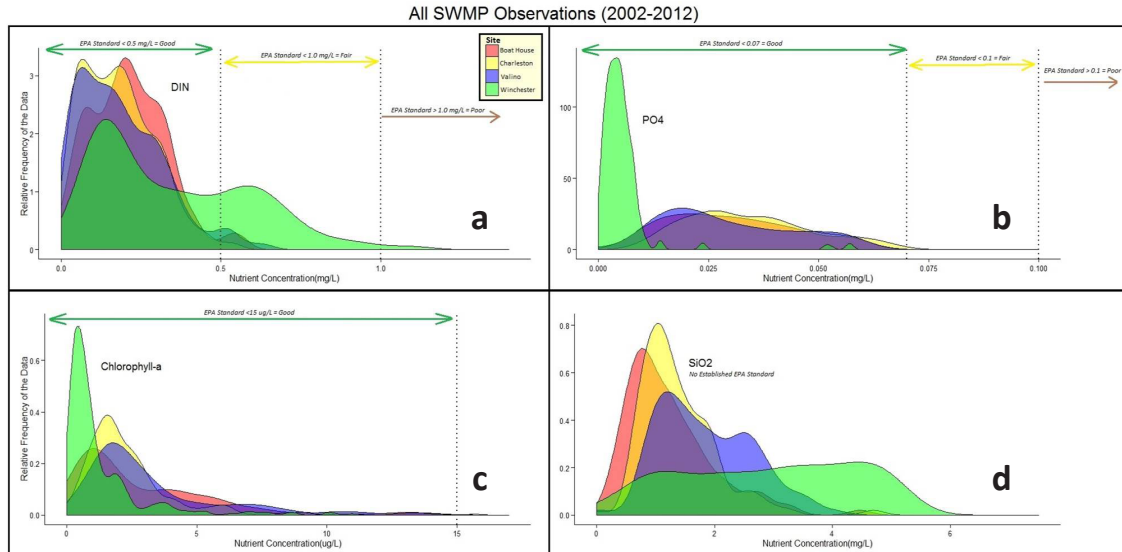 All SWMP Observations (2002-2012)
EPA Standard < 0.5 mg/L = Good
EPA Standard < 1.0 mg/L = Fair
EPA Standard > 1.0 mg/L = Poor
Site
Boat House
Charleston
Valino
Winchester
DIN
a
Relative Frequency of the Data
3
2
1
0
0.0
0.5
1.0
Nutrient Concentration(mg/L)
EPA Standard < 0.07 = Good
EPA Standard < 0.1 = Fair
EPA Standard > 0.1 = Poor
PO4
b
100
50
0
0.000
0.025
0.050
0.075
0.100
Nutrient Concentration(mg/L)
EPA Standard <15 ug/L = Good
Chlorophyll-a
c
Relative Frequency of the Data
0.6
0.4
0.2
0.0
0
5
10
15
Nutrient Concentration(ug/L)
SiO2
No Established EPA Standard
d
0.8
0.6
0.4
0.2
0.0
0
2
4
6
Nutrient Concentration(mg/L)